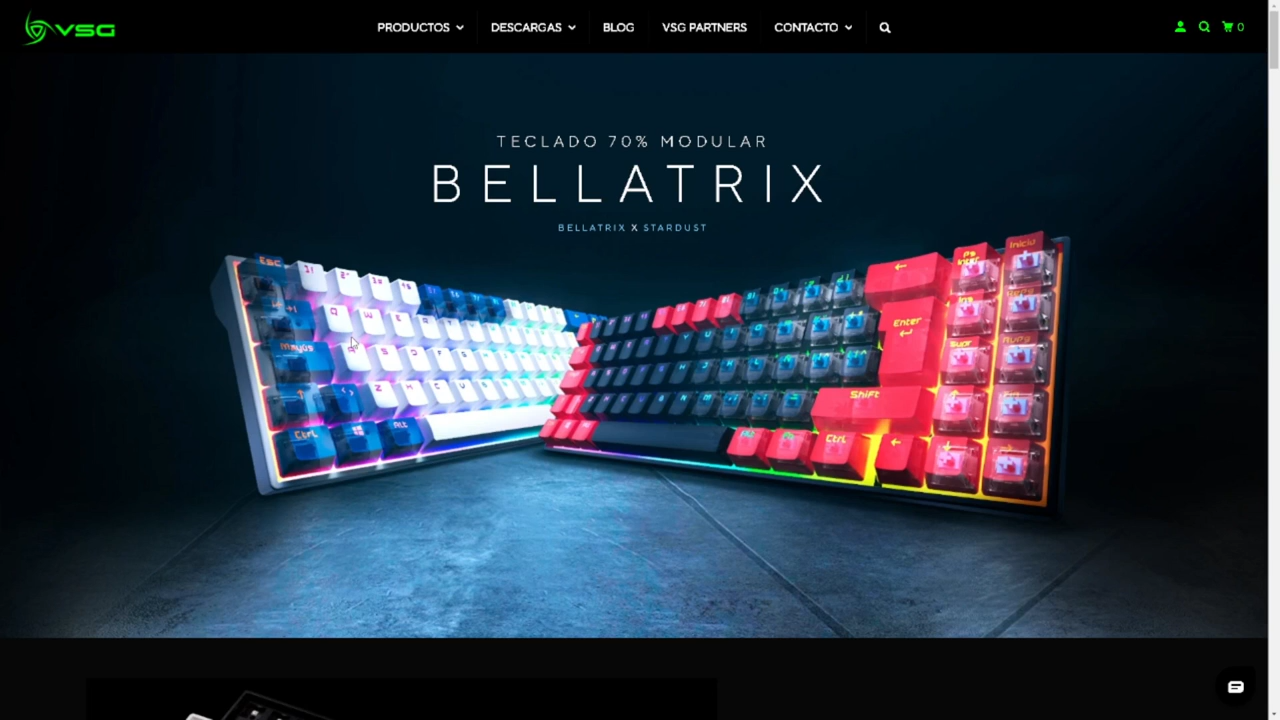 VSG
PRODUCTOS
DESCARGAS
BLOG
VSG PARTNERS
CONTACTO
0
TECLADO 70% MODULAR
BELLATRIX
BELLATRIX X STARDUST
Esc
Q W E
Mayús
S D F G
Z X C
Ctrl
Alt
Inicio
Enter
Supr
Shift
Alt
Ctrl